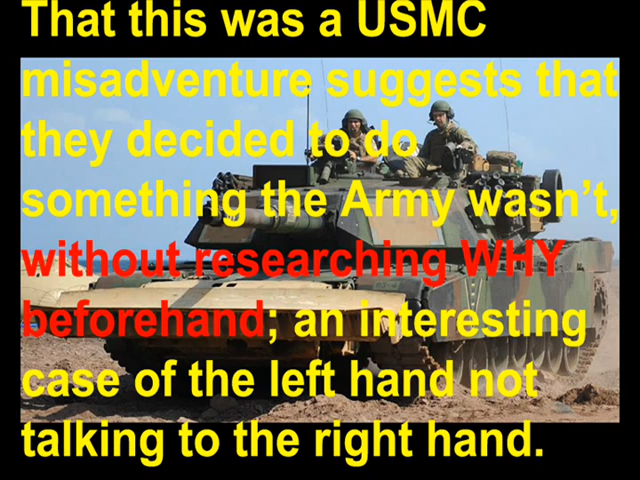 That this was a USMC
misadventure suggests that
they decided to do
something the Army wasn't,
without researching WHY
beforehand; an interesting
case of the left hand not
talking to the right hand.